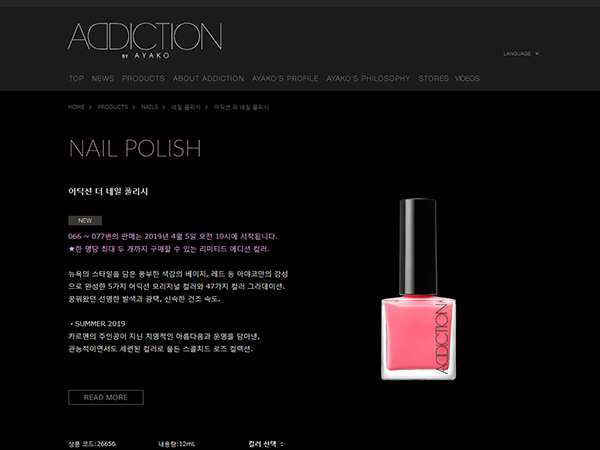 ADDICTION
BY AYAKO
LANGUAGE
TOP NEWS PRODUCTS ABOUT ADDICTION AYAKO'S PROFILE AYAKO'S PHILOSOPHY STORES VIDEOS
HOME > PRODUCTS > NAILS > 네일 폴리시 > 어딕션 더 네일 폴리시
NAIL POLISH
어딕션 더 네일 폴리시
NEW
066 ~ 077번의 판매는 2019년 4월 5일 오전 10시에 시작됩니다.
★한 명당 최대 두 개까지 구매할 수 있는 리미티드 에디션 컬러.
뉴욕의 스타일을 담은 풍부한 색감의 베이지, 레드 등 아야코만의 감성
으로 완성한 5가지 어딕션 오리지널 컬러와 47가지 컬러 그라데이션.
꿈꿔왔던 선명한 발색과 광택, 신속한 건조 속도.
・SUMMER 2019
카르멘의 주인공이 지닌 치명적인 아름다움과 운명을 담아낸,
관능적이면서도 세련된 컬러로 물든 스콜치드 로즈 컬렉션.
ADDICTION
READ MORE
상품 코드:26656 내용량:12mL 컬러 선택 :